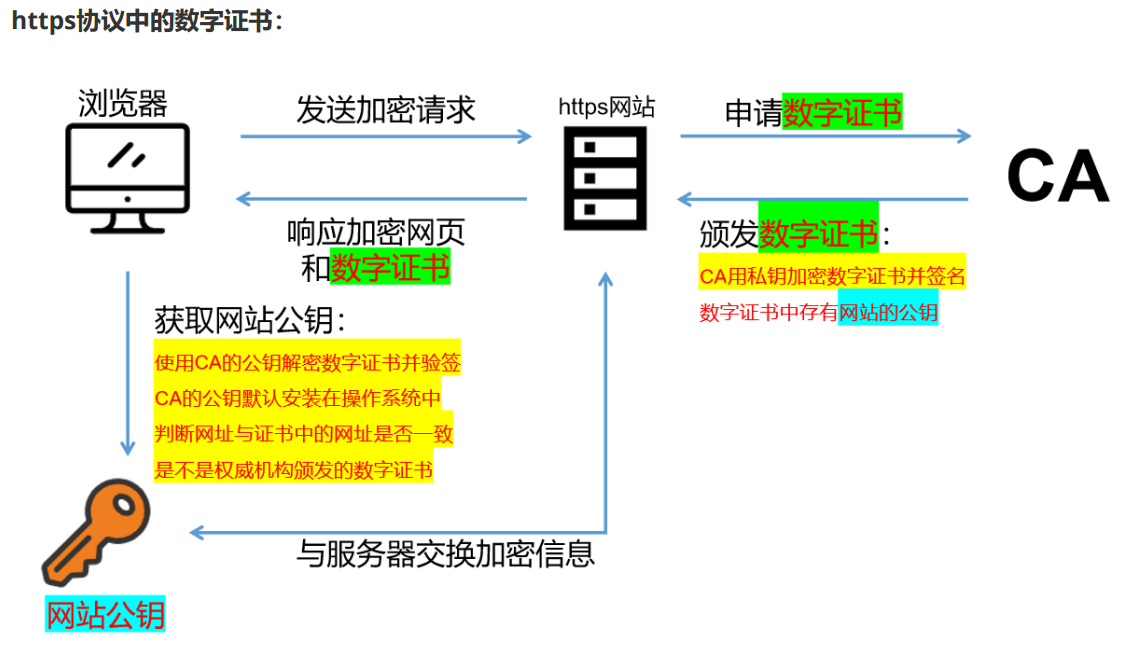 https协议中的数字证书：
浏览器
发送加密请求
https网站
申请数字证书
CA
响应加密网页
和数字证书
颁发数字证书：
CA用私钥加密数字证书并签名
数字证书中存有网站的公钥
获取网站公钥：
使用CA的公钥解密数字证书并验签
CA的公钥默认安装在操作系统中
判断网址与证书中的网址是否一致
是不是权威机构颁发的数字证书
与服务器交换加密信息
网站公钥